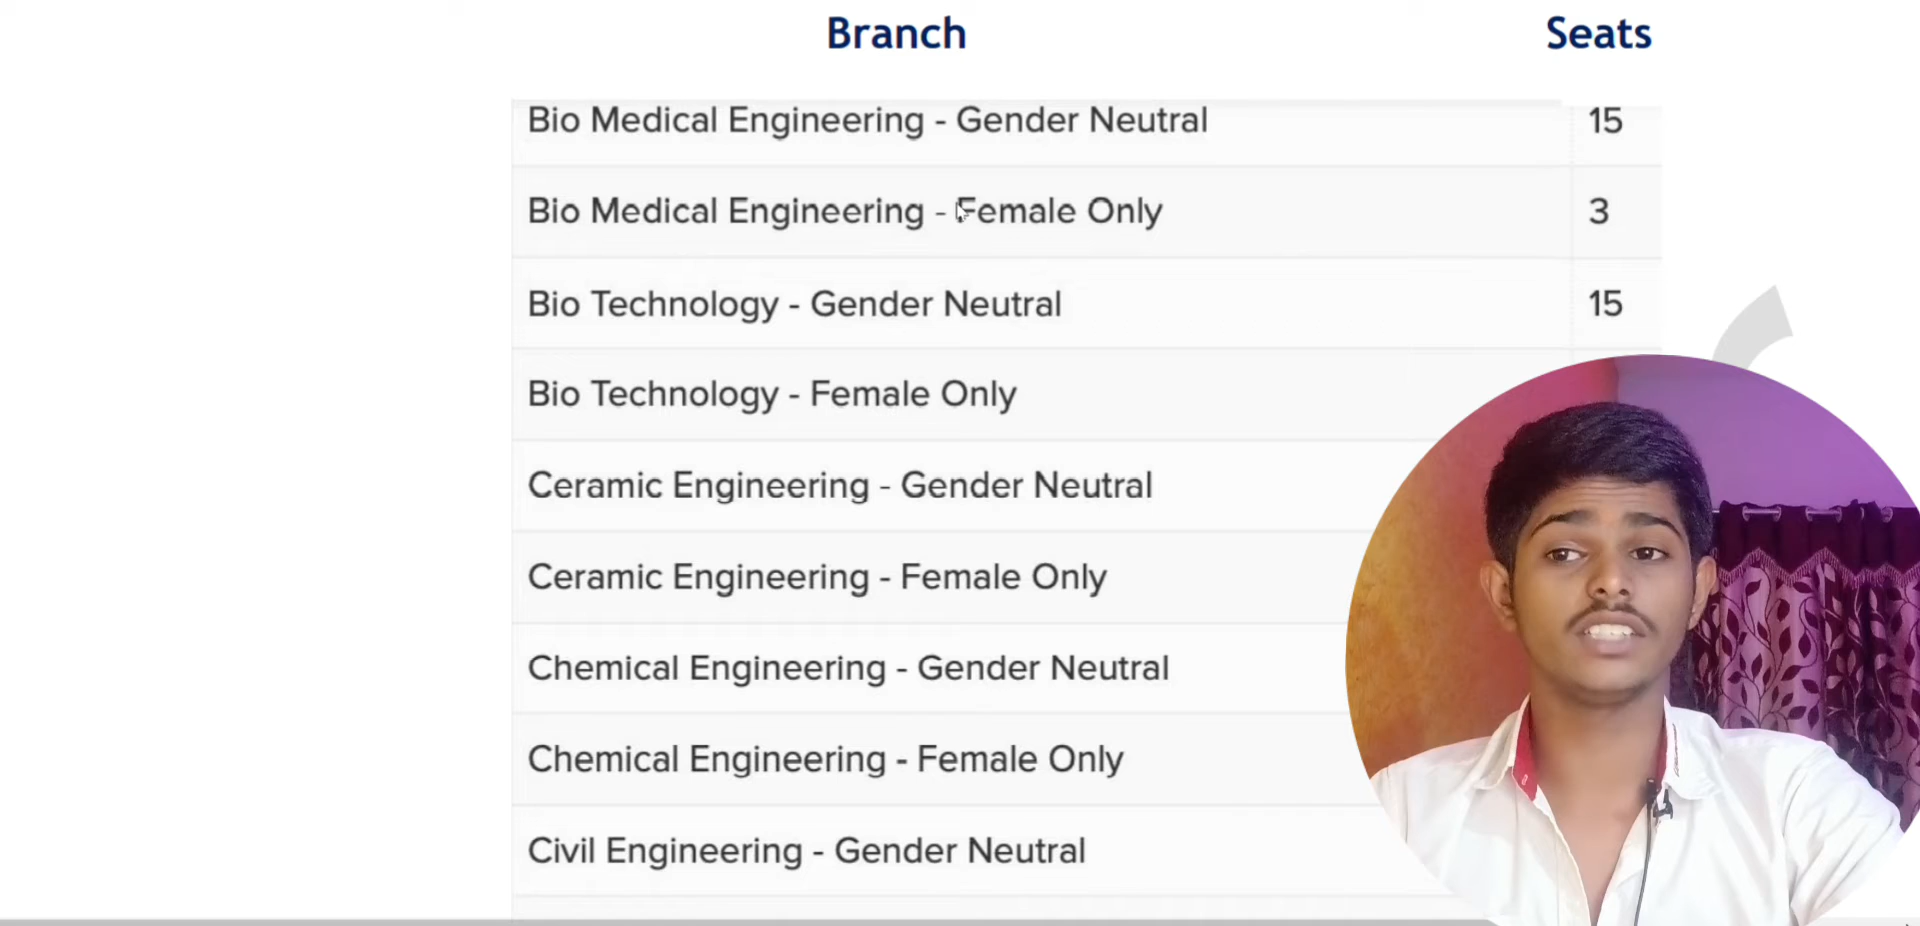 Branch Seats
Bio Medical Engineering - Gender Neutral 15
Bio Medical Engineering - Female Only 3
Bio Technology - Gender Neutral 15
Bio Technology - Female Only
Ceramic Engineering - Gender Neutral
Ceramic Engineering - Female Only
Chemical Engineering - Gender Neutral
Chemical Engineering - Female Only
Civil Engineering - Gender Neutral